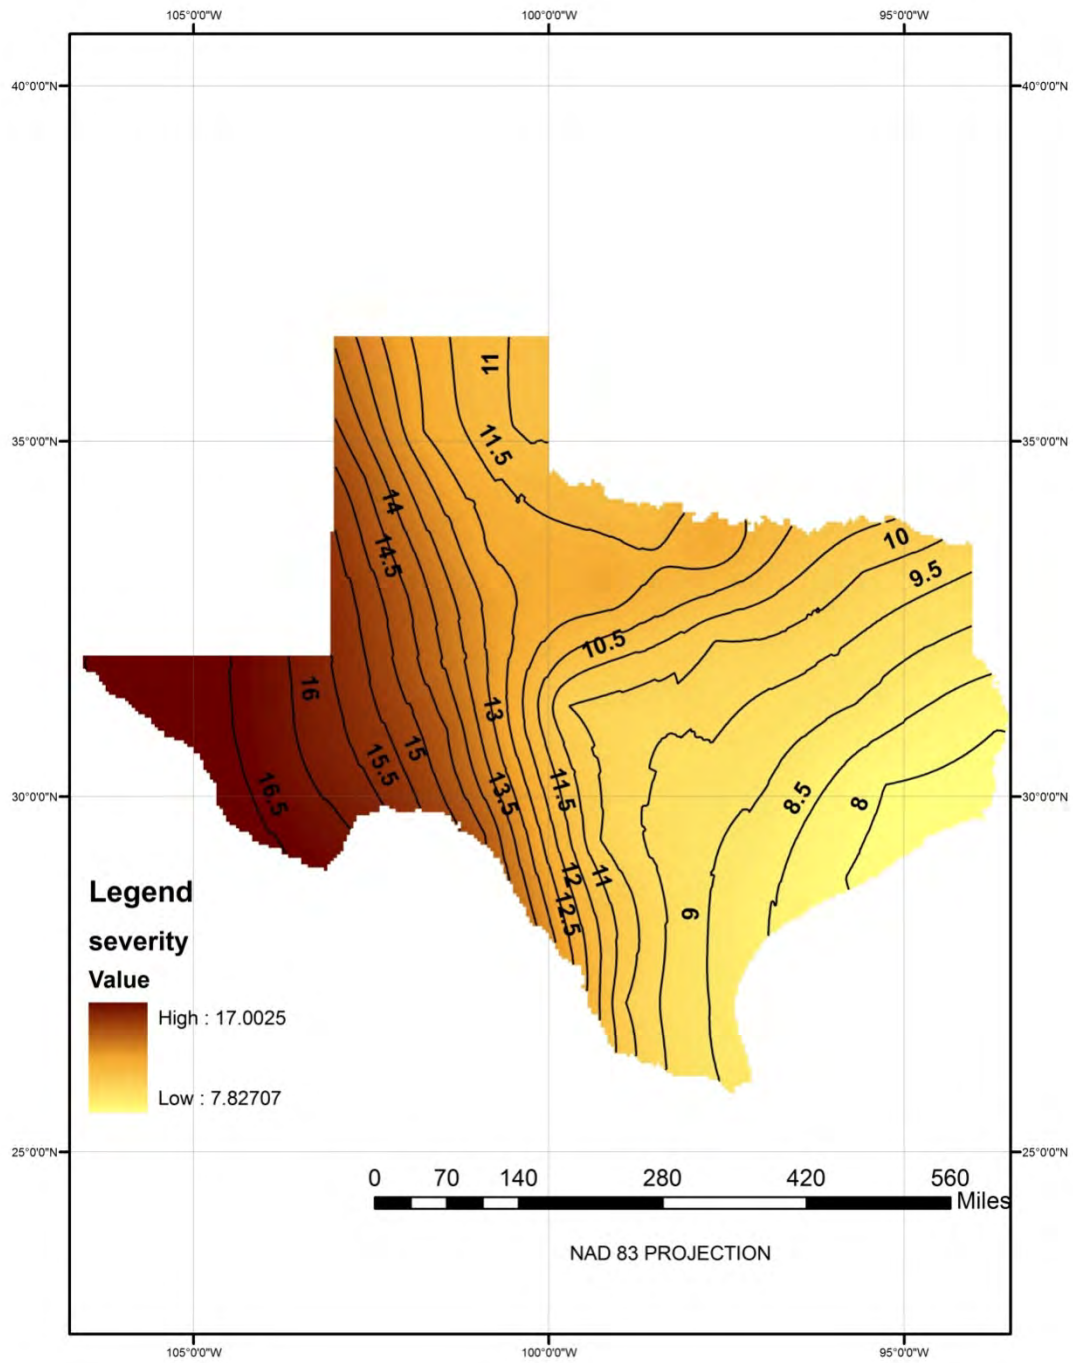 105°0'0"W 100°0'0"W 95°0'0"W
40°0'0"N 40°0'0"N
11
35°0'0"N 35°0'0"N
11.5
14
10
14.5
9.5
10.5
16
13
15
15.5
16.5
13.5
11.5
8.5
8
30°0'0"N 30°0'0"N
12
11
12.5
9
Legend
severity
Value
High : 17.0025
Low : 7.82707
25°0'0"N 25°0'0"N
0 70 140 280 420 560
Miles
NAD 83 PROJECTION
105°0'0"W 100°0'0"W 95°0'0"W